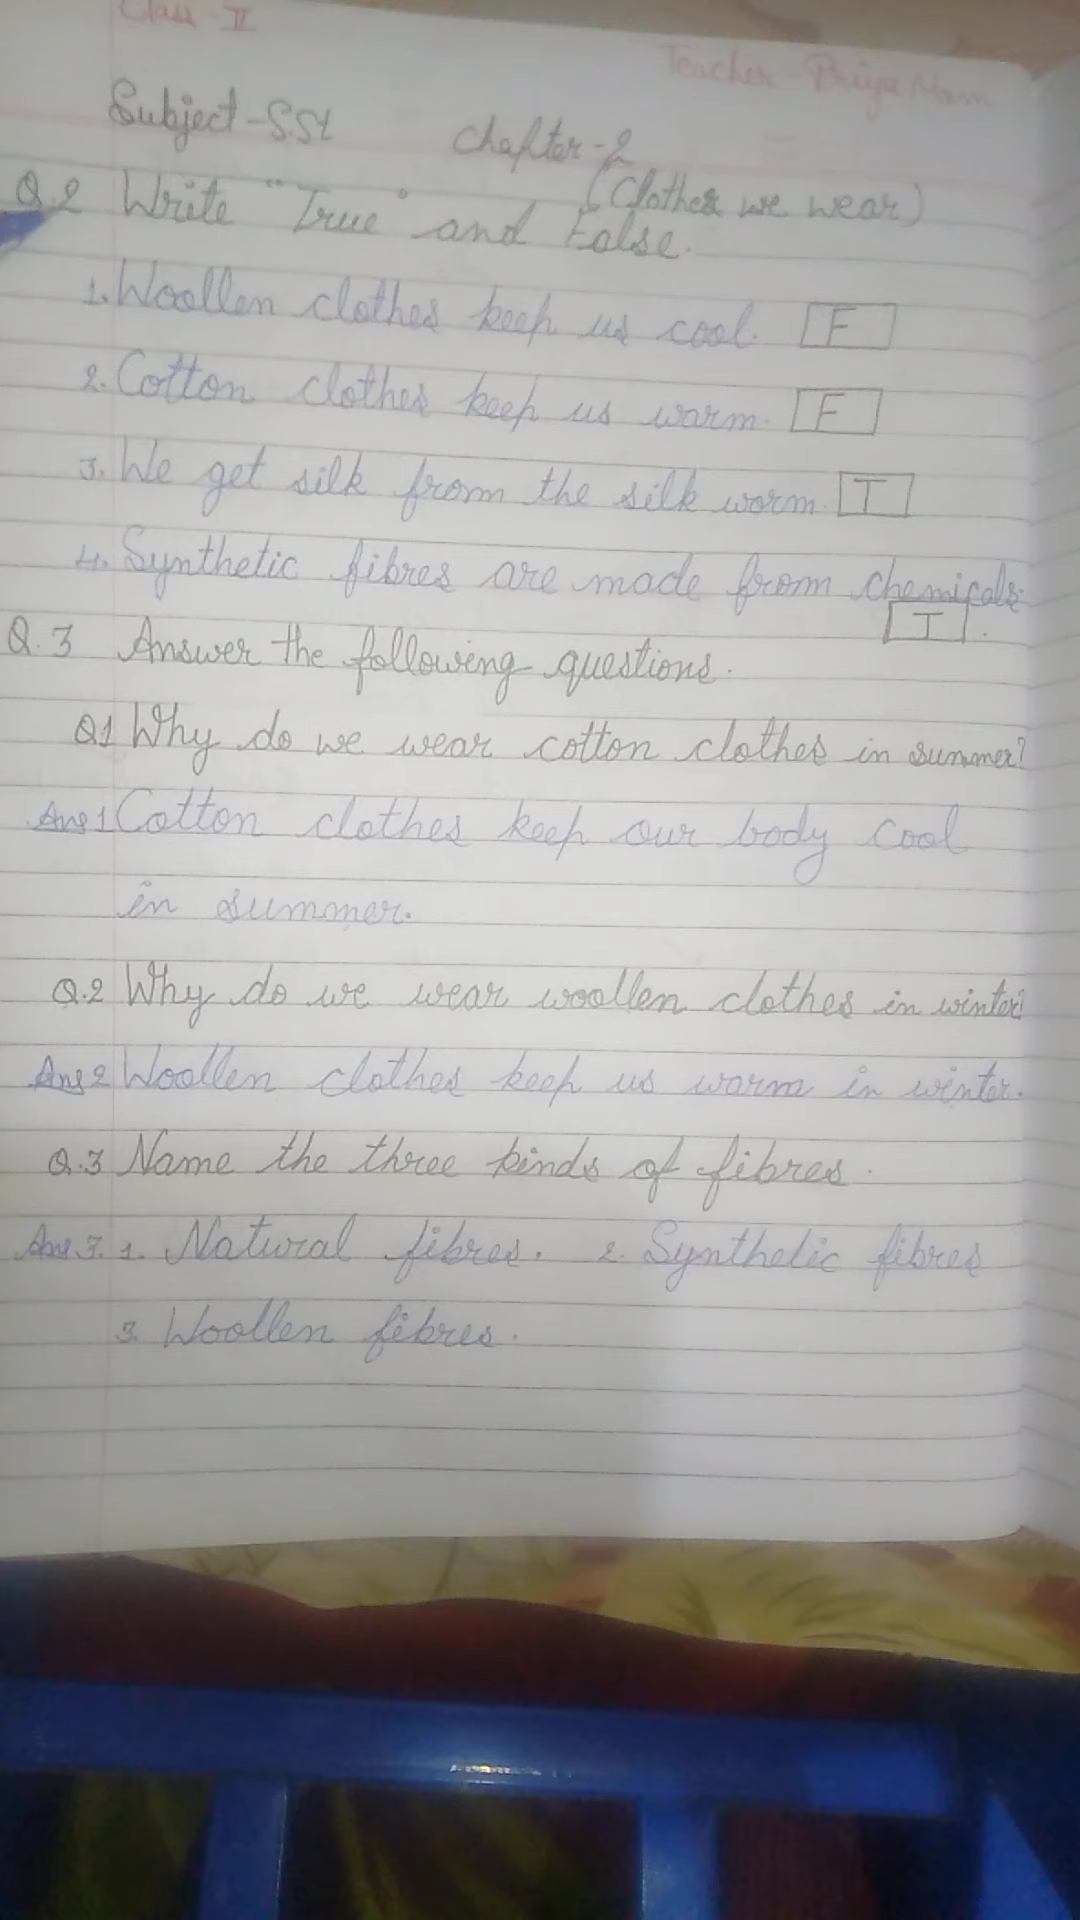 Class - II
Teacher - Priya Mam
Subject - S.St Chapter - 2
(Clothes we wear)
Q.2 Write "True" and False.
1. Woollen clothes keep us cool. F
2. Cotton clothes keep us warm. F
3. We get silk from the silk worm. T
4. Synthetic fibres are made from chemicals.
T.
Q.3 Answer the following questions.
Q1 Why do we wear cotton clothes in summer?
Ans 1 Cotton clothes keep our body cool
in summer.
Q.2 Why do we wear woollen clothes in winter?
Ans 2 Woollen clothes keep us warm in winter.
Q.3 Name the three kinds of fibres.
Ans 3. 1. Natural fibres. 2. Synthetic fibres
3. Woollen fibres.